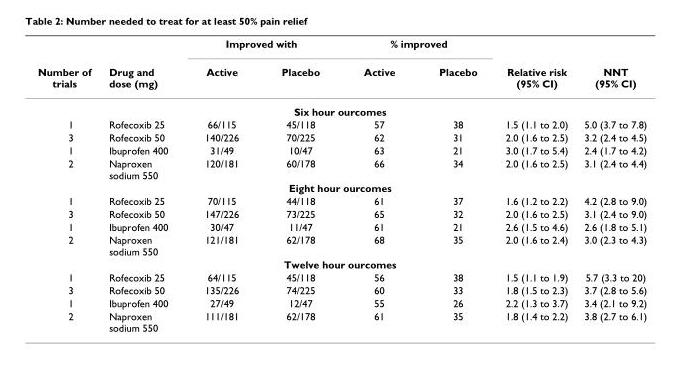 Table 2: Number needed to treat for at least 50% pain relief
Improved with % improved
Number of trials Drug and dose (mg) Active Placebo Active Placebo Relative risk (95% CI) NNT (95% CI)
Six hour ourcomes
1 Rofecoxib 25 66/115 45/118 57 38 1.5 (1.1 to 2.0) 5.0 (3.7 to 7.8)
3 Rofecoxib 50 140/226 70/225 62 31 2.0 (1.6 to 2.5) 3.2 (2.4 to 4.5)
1 Ibuprofen 400 31/49 10/47 63 21 3.0 (1.7 to 5.4) 2.4 (1.7 to 4.2)
2 Naproxen sodium 550 120/181 60/178 66 34 2.0 (1.6 to 2.5) 3.1 (2.4 to 4.4)
Eight hour ourcomes
1 Rofecoxib 25 70/115 44/118 61 37 1.6 (1.2 to 2.2) 4.2 (2.8 to 9.0)
3 Rofecoxib 50 147/226 73/225 65 32 2.0 (1.6 to 2.5) 3.1 (2.4 to 9.0)
1 Ibuprofen 400 30/47 11/47 61 21 2.6 (1.5 to 4.6) 2.6 (1.8 to 5.1)
2 Naproxen sodium 550 121/181 62/178 68 35 2.0 (1.6 to 2.4) 3.0 (2.3 to 4.3)
Twelve hour ourcomes
1 Rofecoxib 25 64/115 45/118 56 38 1.5 (1.1 to 1.9) 5.7 (3.3 to 20)
3 Rofecoxib 50 135/226 74/225 60 33 1.8 (1.5 to 2.3) 3.7 (2.8 to 5.6)
1 Ibuprofen 400 27/49 12/47 55 26 2.2 (1.3 to 3.7) 3.4 (2.1 to 9.2)
2 Naproxen sodium 550 111/181 62/178 61 35 1.8 (1.4 to 2.2) 3.8 (2.7 to 6.1)